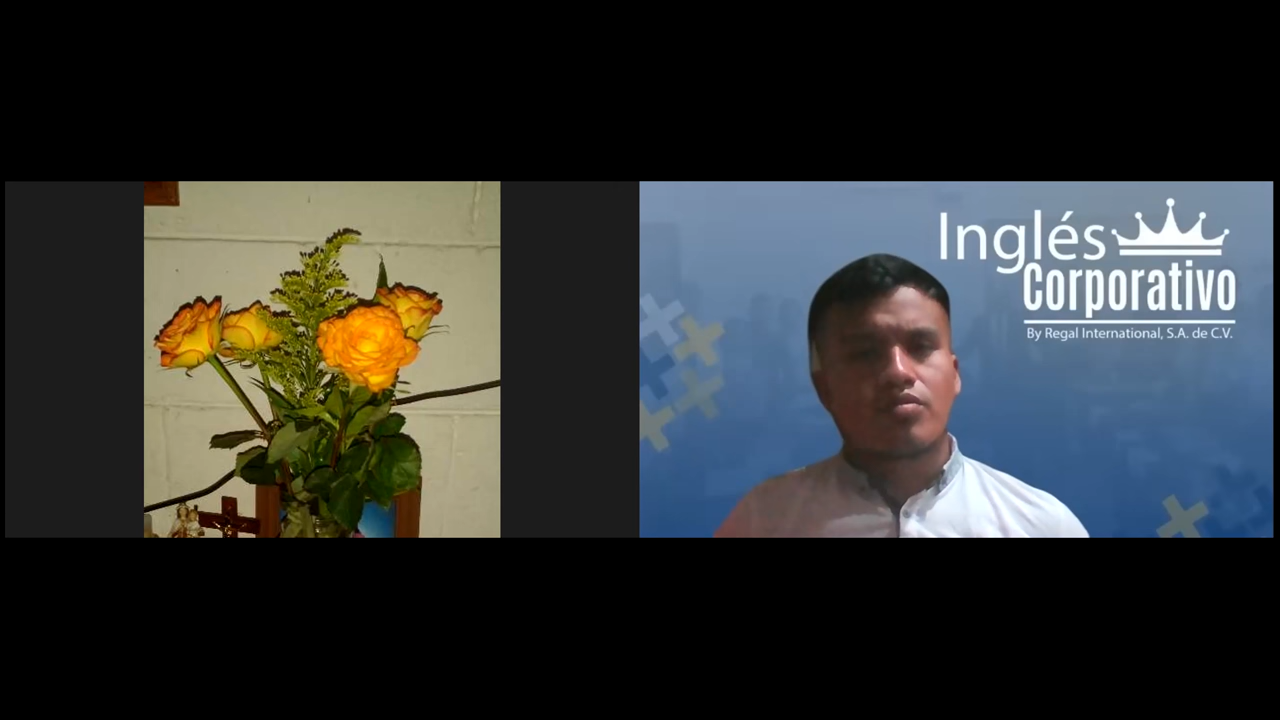 Inglés
Corporativo
By Regal International, S.A. de C.V.